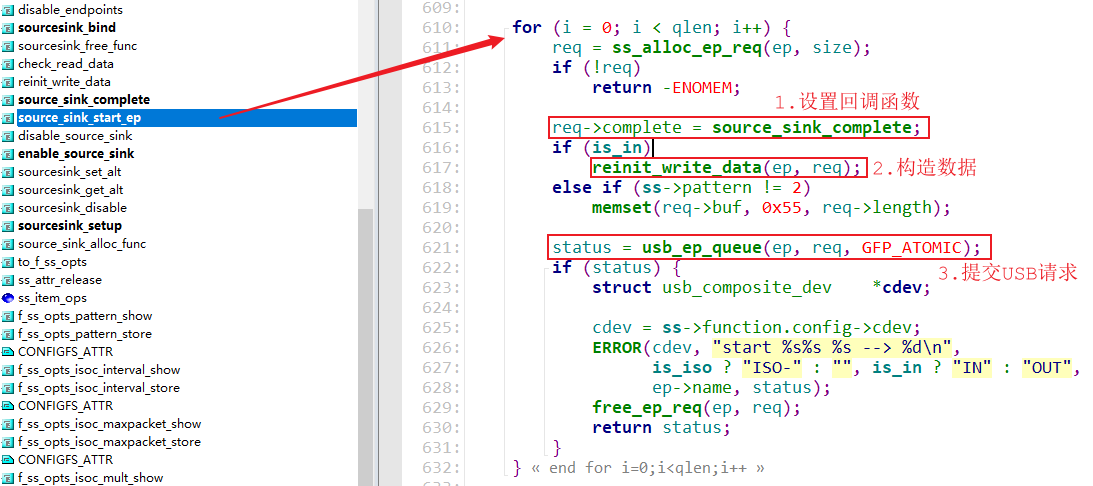 disable_endpoints
sourcesink_bind
sourcesink_free_func
check_read_data
reinit_write_data
source_sink_complete
source_sink_start_ep
disable_source_sink
enable_source_sink
sourcesink_set_alt
sourcesink_get_alt
sourcesink_disable
sourcesink_setup
source_sink_alloc_func
to_f_ss_opts
ss_attr_release
ss_item_ops
f_ss_opts_pattern_show
f_ss_opts_pattern_store
CONFIGFS_ATTR
f_ss_opts_isoc_interval_show
f_ss_opts_isoc_interval_store
CONFIGFS_ATTR
f_ss_opts_isoc_maxpacket_show
f_ss_opts_isoc_maxpacket_store
CONFIGFS_ATTR
f_ss_opts_isoc_mult_show
609:
610: for (i = 0; i < qlen; i++) {
611: req = ss_alloc_ep_req(ep, size);
612: if (!req)
613: return -ENOMEM;
614: 1.设置回调函数
615: req->complete = source_sink_complete;
616: if (is_in)
617: reinit_write_data(ep, req); 2.构造数据
618: else if (ss->pattern != 2)
619: memset(req->buf, 0x55, req->length);
620:
621: status = usb_ep_queue(ep, req, GFP_ATOMIC);
622: if (status) { 3.提交USB请求
623: struct usb_composite_dev *cdev;
624:
625: cdev = ss->function.config->cdev;
626: ERROR(cdev, "start %s%s %s --> %d\n",
627: is_iso ? "ISO-" : "", is_in ? "IN" : "OUT",
628: ep->name, status);
629: free_ep_req(ep, req);
630: return status;
631: }
632: } « end for i=0;i<qlen;i++ »